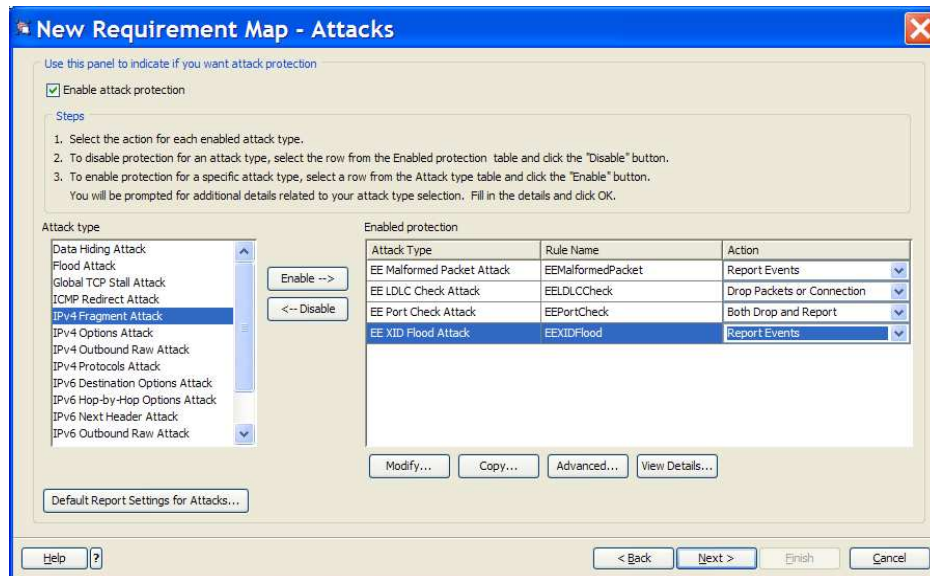 New Requirement Map - Attacks
Use this panel to indicate if you want attack protection
Enable attack protection
Steps
1. Select the action for each enabled attack type.
2. To disable protection for an attack type, select the row from the Enabled protection table and click the "Disable" button.
3. To enable protection for a specific attack type, select a row from the Attack type table and click the "Enable" button.
You will be prompted for additional details related to your attack type selection. Fill in the details and click OK.
Attack type
Data Hiding Attack
Flood Attack
Global TCP Stall Attack
ICMP Redirect Attack
IPv4 Fragment Attack
IPv4 Options Attack
IPv4 Outbound Raw Attack
IPv4 Protocols Attack
IPv6 Destination Options Attack
IPv6 Hop-by-Hop Options Attack
IPv6 Next Header Attack
IPv6 Outbound Raw Attack
Enable -->
<-- Disable
Enabled protection
Attack Type Rule Name Action
EE Malformed Packet Attack EEMalformedPacket Report Events
EE LDLC Check Attack EELDLCCheck Drop Packets or Connection
EE Port Check Attack EEPortCheck Both Drop and Report
EE XID Flood Attack EEXIDFlood Report Events
Modify... Copy... Advanced... View Details...
Default Report Settings for Attacks...
Help ? < Back Next > Finish Cancel